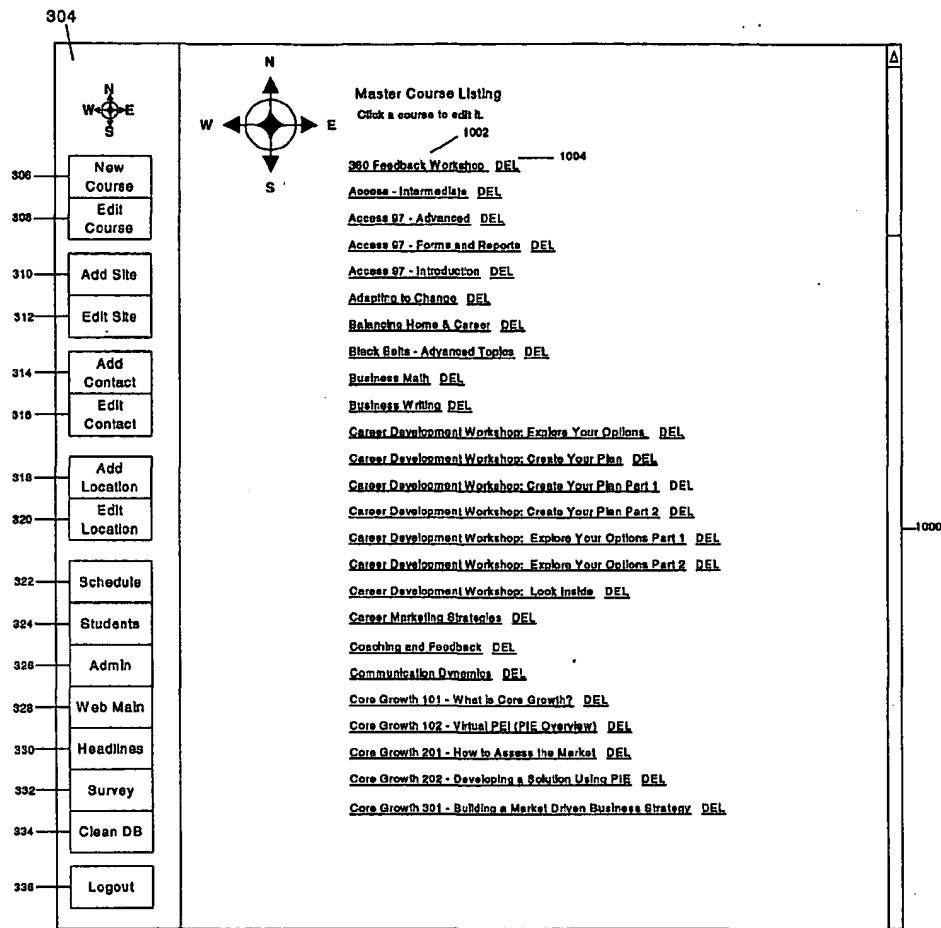 304
N
W E
S
306
New
Course
308
Edit
Course
310
Add Site
312
Edit Site
314
Add
Contact
316
Edit
Contact
318
Add
Location
320
Edit
Location
322
Schedule
324
Students
326
Admin
328
Web Main
330
Headlines
332
Survey
334
Clean DB
336
Logout
N
W E
S
Master Course Listing
Click a course to edit it.
1002
360 Feedback Workshop DEL 1004
Access - Intermediate DEL
Access 97 - Advanced DEL
Access 97 - Forms and Reports DEL
Access 97 - Introduction DEL
Adapting to Change DEL
Balancing Home & Career DEL
Black Belts - Advanced Topics DEL
Business Math DEL
Business Writing DEL
Career Development Workshop: Explore Your Options DEL
Career Development Workshop: Create Your Plan DEL
Career Development Workshop: Create Your Plan Part 1 DEL
Career Development Workshop: Create Your Plan Part 2 DEL
Career Development Workshop: Explore Your Options Part 1 DEL
Career Development Workshop: Explore Your Options Part 2 DEL
Career Development Workshop: Look Inside DEL
Career Marketing Strategies DEL
Coaching and Feedback DEL
Communication Dynamics DEL
Core Growth 101 - What is Core Growth? DEL
Core Growth 102 - Virtual PEI (PIE Overview) DEL
Core Growth 201 - How to Assess the Market DEL
Core Growth 202 - Developing a Solution Using PIE DEL
Core Growth 301 - Building a Market Driven Business Strategy DEL
1000